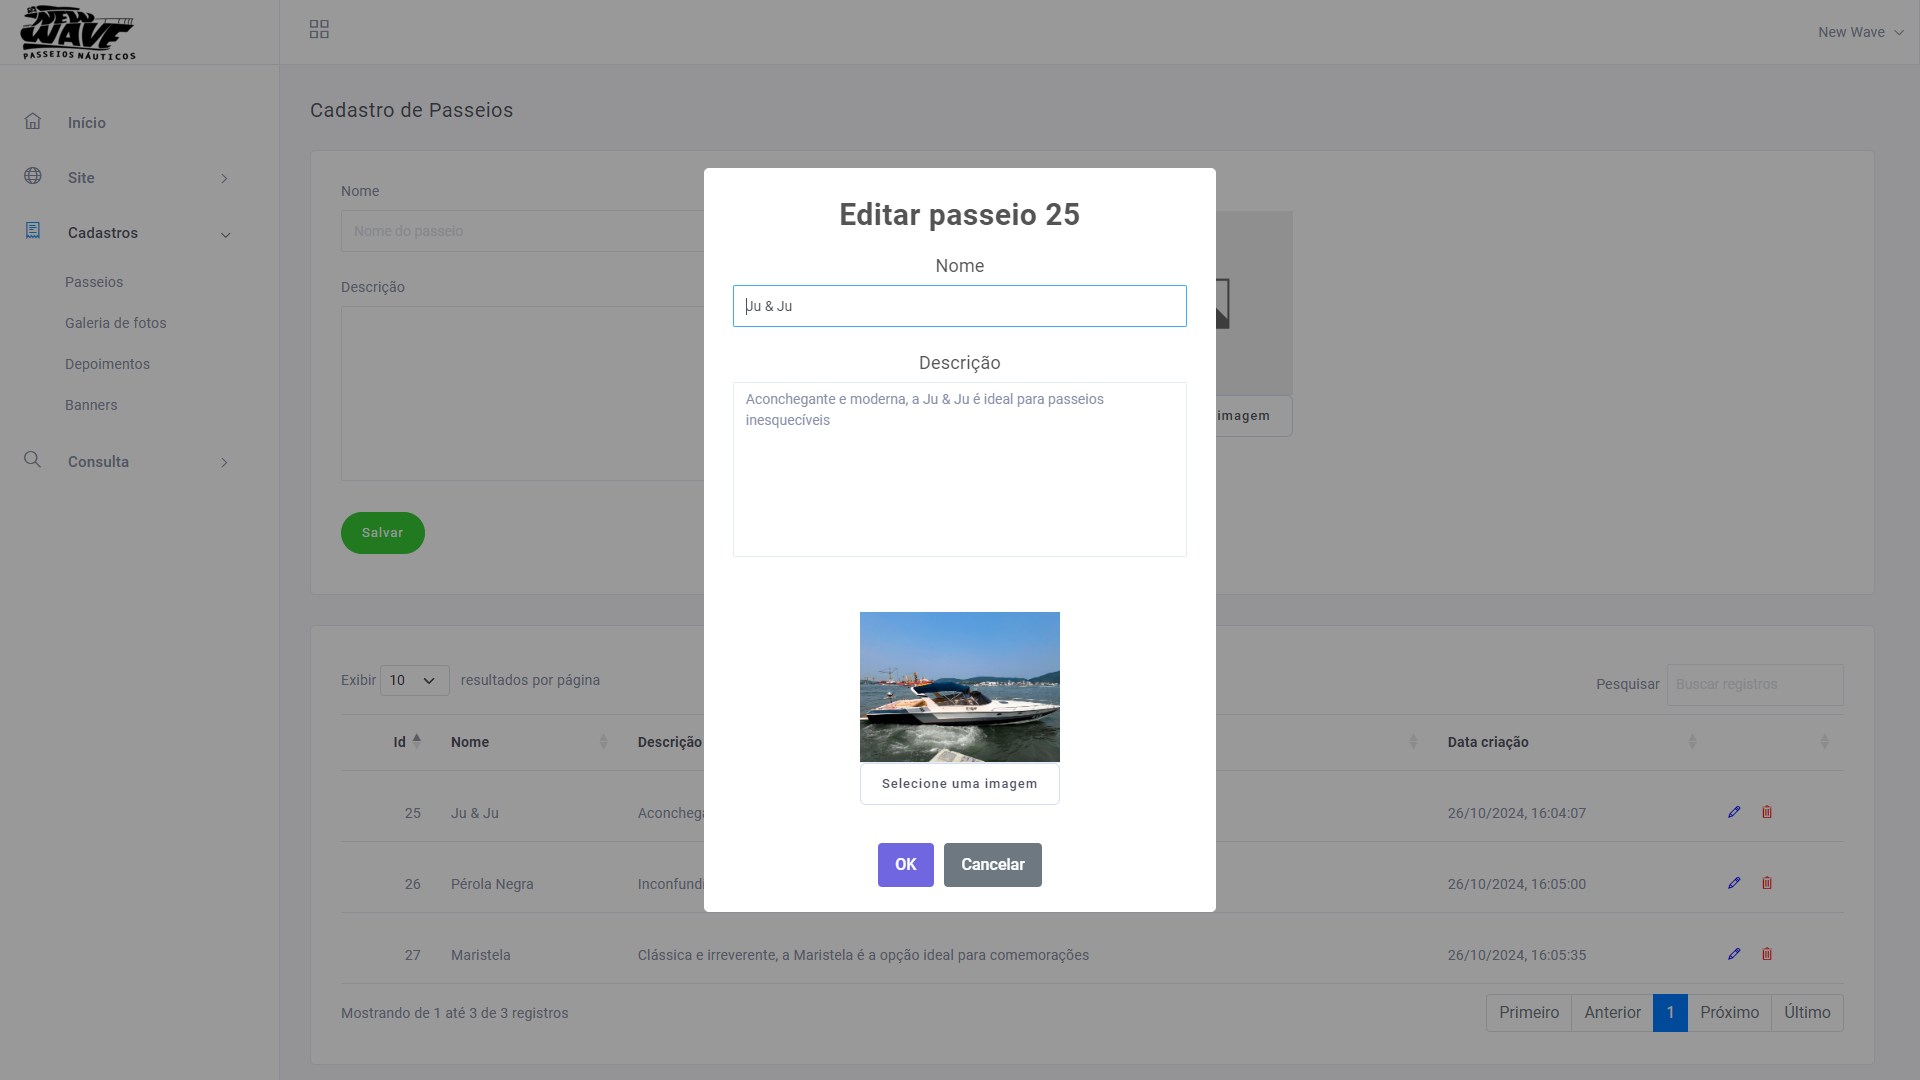 NEW WAVE
PASSEIOS NÁUTICOS
New Wave
Início
Site
Cadastros
Passeios
Galeria de fotos
Depoimentos
Banners
Consulta
Cadastro de Passeios
Nome
Nome do passeio
Descrição
imagem
Salvar
Editar passeio 25
Nome
Ju & Ju
Descrição
Aconchegante e moderna, a Ju & Ju é ideal para passeios
inesquecíveis
Selecione uma imagem
OK Cancelar
Exibir 10 resultados por página
Pesquisar Buscar registros
Id Nome Descrição Data criação
25 Ju & Ju Aconcheg 26/10/2024, 16:04:07
26 Pérola Negra Inconfundi 26/10/2024, 16:05:00
27 Maristela Clássica e irreverente, a Maristela é a opção ideal para comemorações 26/10/2024, 16:05:35
Mostrando de 1 até 3 de 3 registros
Primeiro Anterior 1 Próximo Último